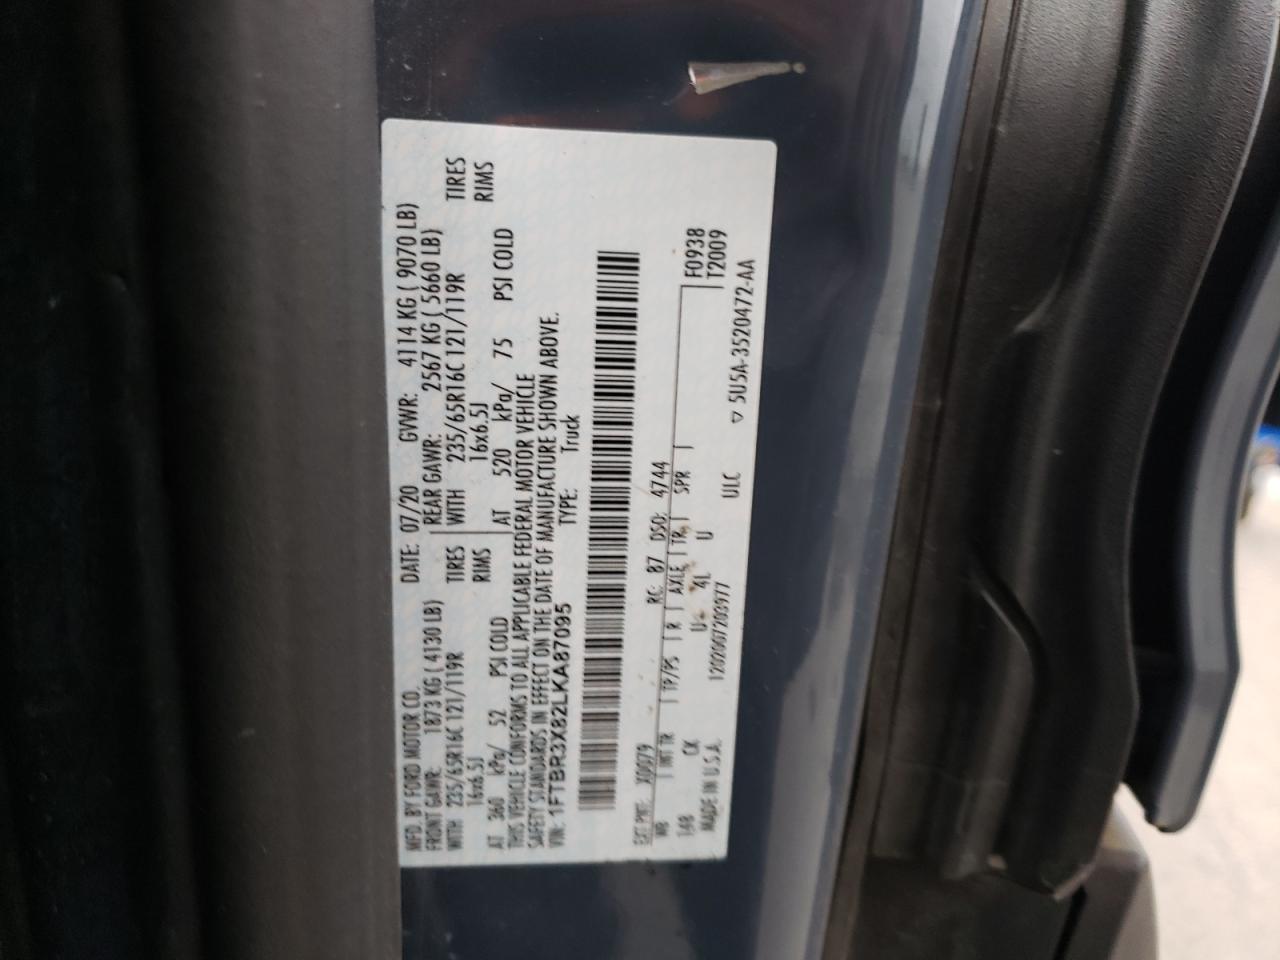 MFD. BY FORD MOTOR CO. DATE: 07/20 GVWR: 4114 KG ( 9070 LB)
FRONT GAWR: 1873 KG ( 4130 LB) REAR GAWR: 2567 KG ( 5660 LB)
WITH 235/65R16C 121/119R TIRES WITH 235/65R16C 121/119R TIRES
16x6.5J RIMS 16x6.5J RIMS
AT 360 kPa/ 52 PSI COLD AT 520 kPa/ 75 PSI COLD
THIS VEHICLE CONFORMS TO ALL APPLICABLE FEDERAL MOTOR VEHICLE
SAFETY STANDARDS IN EFFECT ON THE DATE OF MANUFACTURE SHOWN ABOVE.
VIN: 1FTBR3X82LKA87095 TYPE: Truck
EXT PNT: RC: B7 DSO: 4744 F0938
WB INT TR TP/PS R AXLE TR SPR T2009
148 CK U 4L U
MADE IN U.S.A. 1202007203977 ULC ▽ 5U5A-3520472-AA